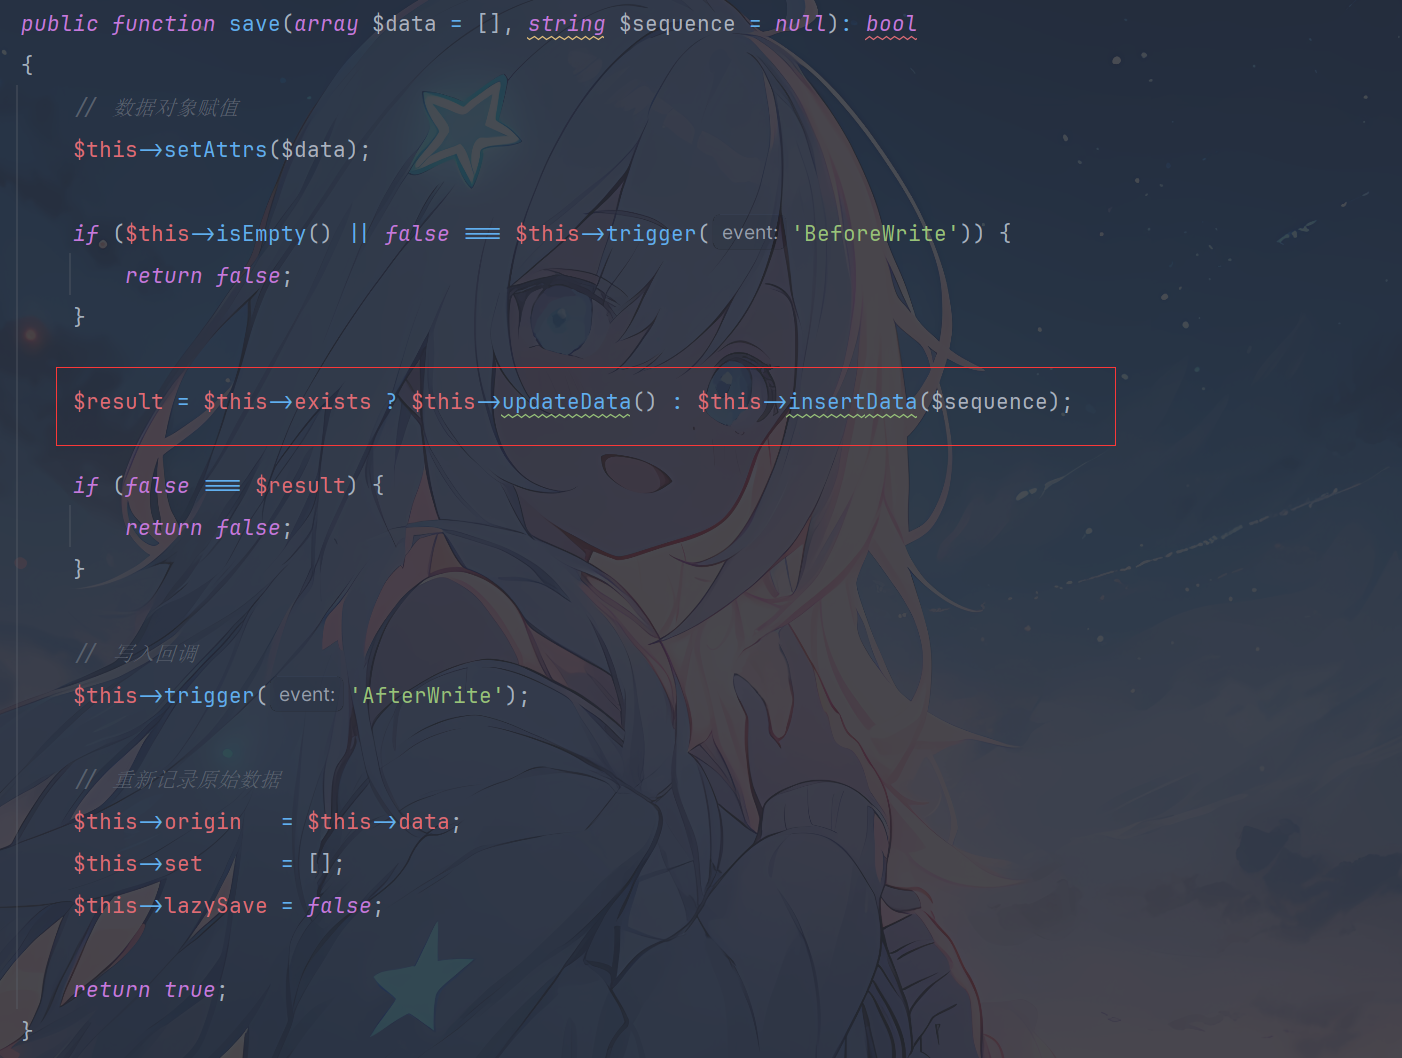 public function save(array $data = [], string $sequence = null): bool
{
// 数据对象赋值
$this->setAttrs($data);
if ($this->isEmpty() || false === $this->trigger( event: 'BeforeWrite')) {
return false;
}
$result = $this->exists ? $this->updateData() : $this->insertData($sequence);
if (false === $result) {
return false;
}
// 写入回调
$this->trigger( event: 'AfterWrite');
// 重新记录原始数据
$this->origin = $this->data;
$this->set = [];
$this->lazySave = false;
return true;
}